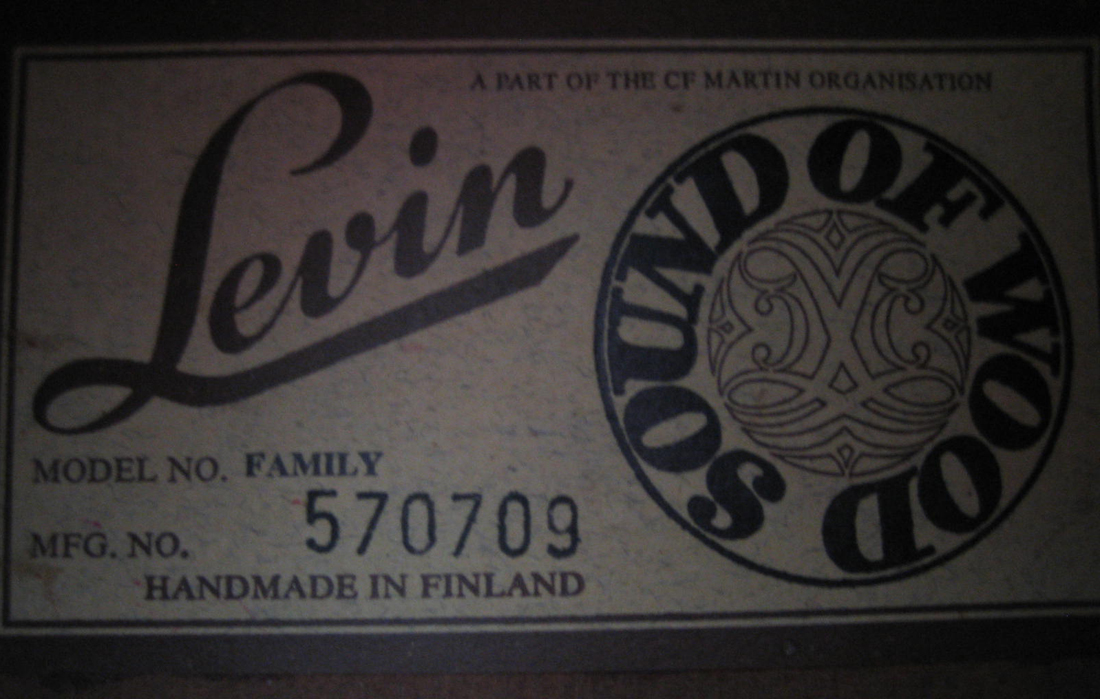 A PART OF THE CF MARTIN ORGANISATION
Levin
SOUND OF WOOD
MODEL NO. FAMILY
MFG. NO. 570709
HANDMADE IN FINLAND